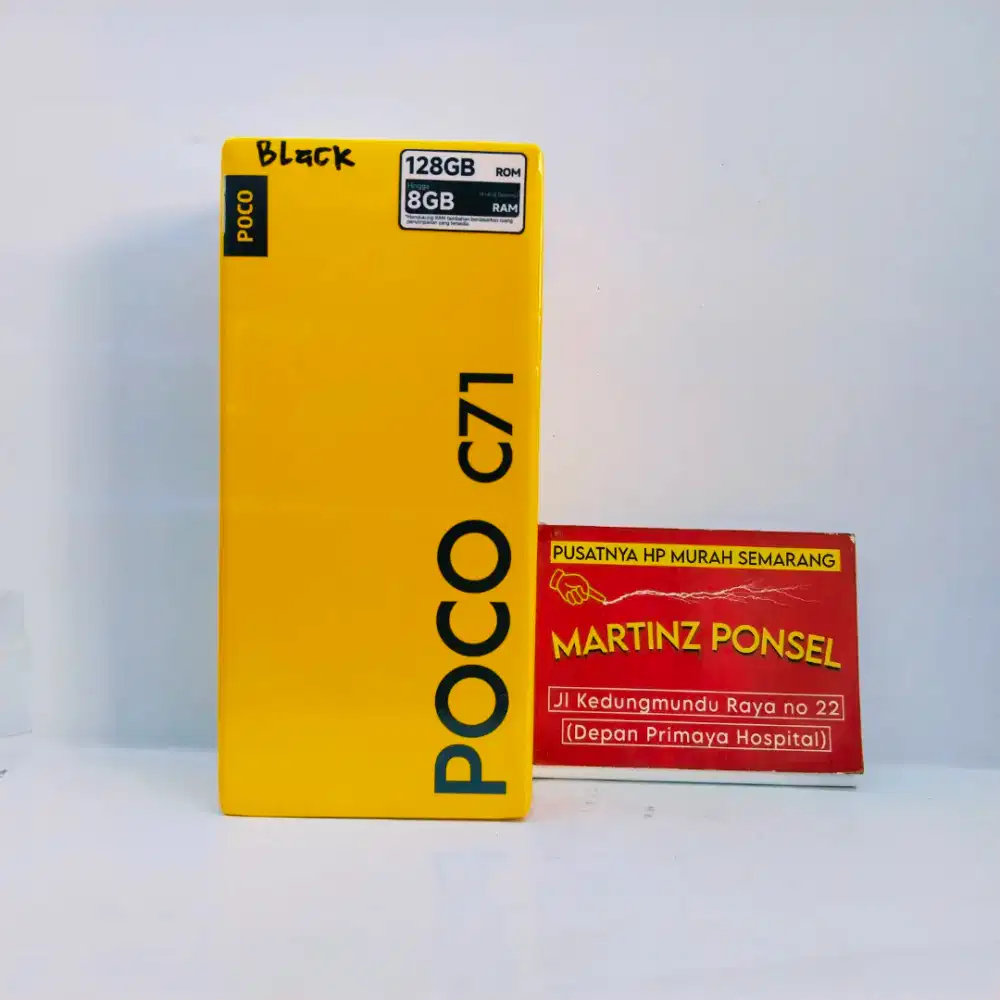 BLaCK
POCO
128GB ROM
Hingga
8GB RAM
POCO C71
PUSATNYA HP MURAH SEMARANG
MARTINZ PONSEL
Jl Kedungmundu Raya no 22
(Depan Primaya Hospital)